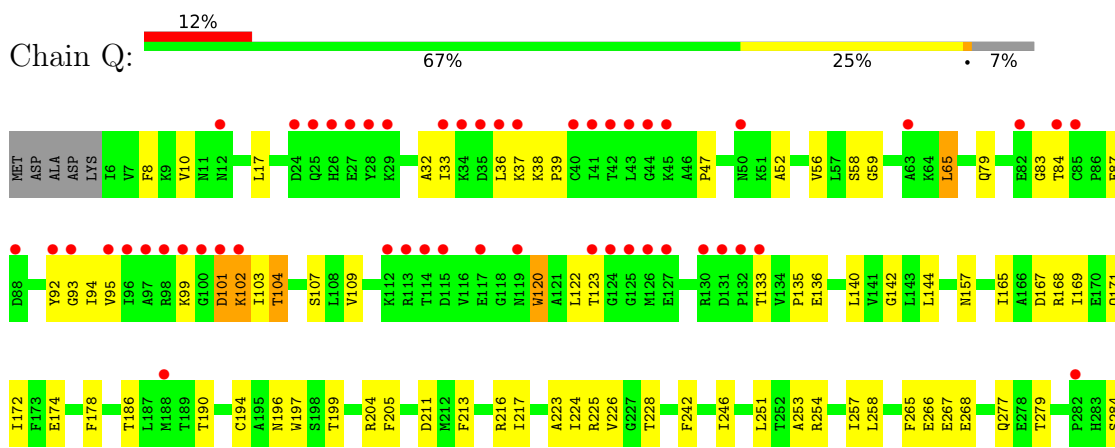 12%
Chain Q: 67% 25% • 7%
MET ASP ALA ASP LYS I6 V7 F8 K9 V10 N11 N12 L17 D24 Q25 H26 E27 Y28 K29 A32 I33 K34 D35 L36 K37 K38 P39 C40 I41 T42 L43 G44 K45 A46 P47 N50 K51 A52 V56 L57 S58 G59 A63 K64 L65 Q79 E82 G83 T84 C85 P86
D88 Y92 G93 I94 V95 I96 A97 R98 K99 G100 D101 K102 I103 T104 S107 L108 V109 K112 R113 T114 D115 V116 E117 G118 N119 W120 A121 L122 T123 G124 G125 M126 E127 R130 D131 P132 T133 V134 P135 E136 L140 V141 G142 L143 L144 N157 I165 A166 D167 R168 I169 E170
I172 F173 E174 F178 T186 L187 M188 T189 T190 C194 A195 N196 W197 S198 T199 R204 F205 D211 M212 F213 R216 I217 A223 I224 R225 V226 G227 T228 F242 I246 L251 T252 A253 R254 I257 L258 F265 E266 E267 E268 Q277 E278 T279 P282 H283